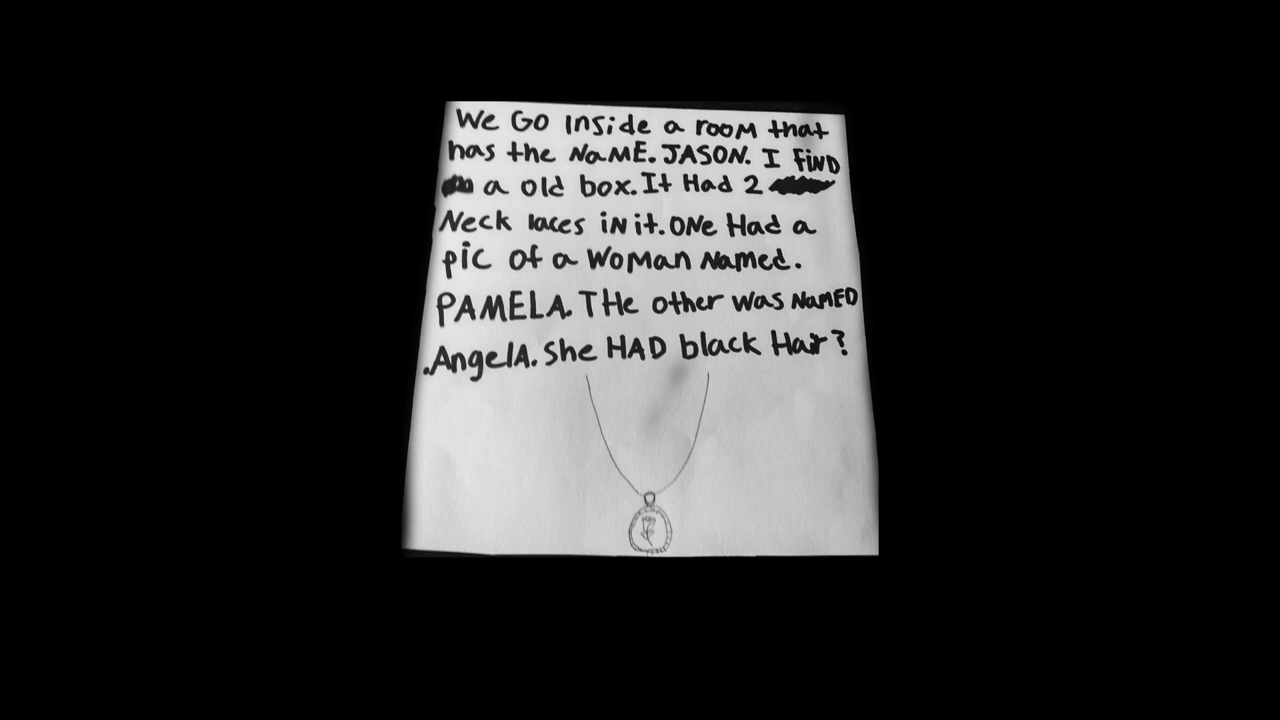 We GO inside a room that
has the NaME. JASON. I FiND
a old box. It Had 2
Neck laces iN it. ONe Had a
pic of a WoMan Named.
PAMELA. THe other was NaMED
.AngelA. She HAD black Hair?